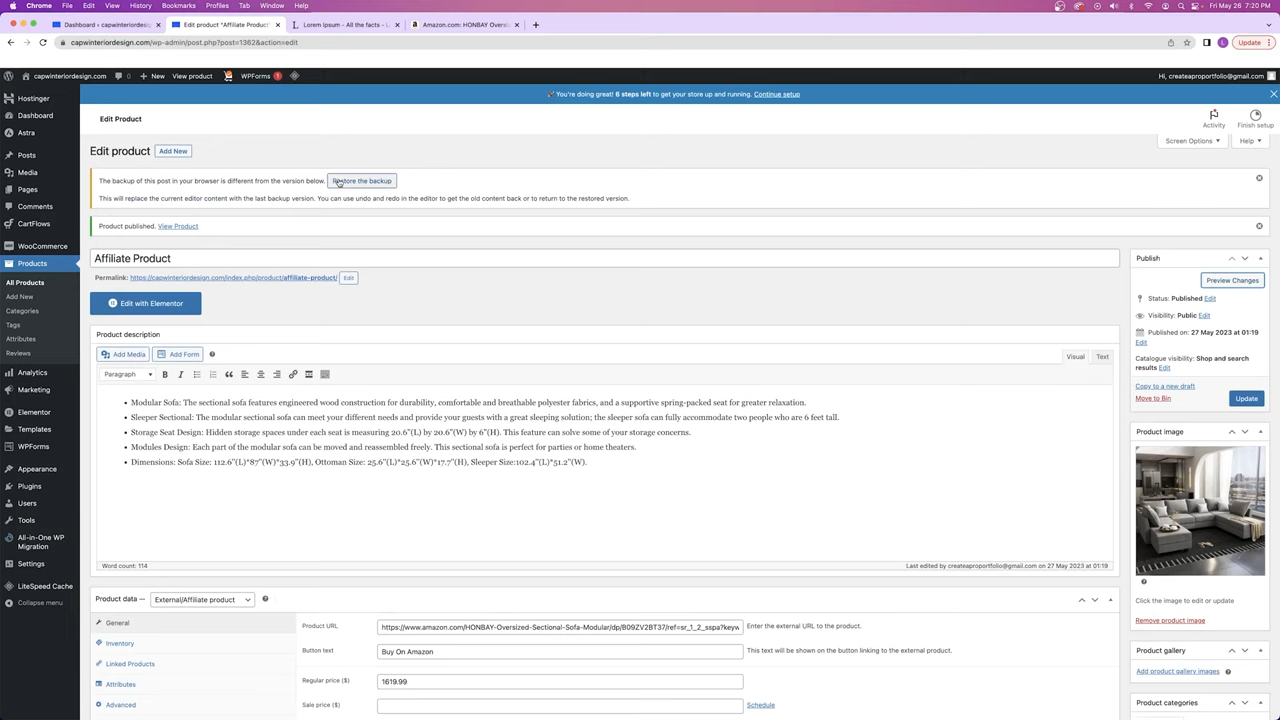 Chrome File Edit View History Bookmarks Profiles Tab Window Help Fri May 26 7:20 PM
Dashboard ‹ capwinteriordesign Edit product "Affiliate Product" Lorem Ipsum - All the facts - L Amazon.com: HONBAY Oversi
capwinteriordesign.com/wp-admin/post.php?post=1362&action=edit L Update
capwinteriordesign.com 0 New View product WPForms 1 Hi, createaproportfolio@gmail.com
You're doing great! 6 steps left to get your store up and running. Continue setup
Hostinger
Dashboard
Astra
Posts
Media
Pages
Comments
CartFlows
WooCommerce
Products
All Products
Add New
Categories
Tags
Attributes
Reviews
Analytics
Marketing
Elementor
Templates
WPForms
Appearance
Plugins
Users
Tools
All-in-One WP
Migration
Settings
LiteSpeed Cache
Collapse menu
Edit Product
Activity Finish setup
Screen Options Help
Edit product Add New
The backup of this post in your browser is different from the version below. Restore the backup
This will replace the current editor content with the last backup version. You can use undo and redo in the editor to get the old content back or to return to the restored version.
Product published. View Product
Affiliate Product
Permalink: https://capwinteriordesign.com/index.php/product/affiliate-product/ Edit
Edit with Elementor
Product description
Add Media Add Form
Visual Text
Paragraph
• Modular Sofa: The sectional sofa features engineered wood construction for durability, comfortable and breathable polyester fabrics, and a supportive spring-packed seat for greater relaxation.
• Sleeper Sectional: The modular sectional sofa can meet your different needs and provide your guests with a great sleeping solution; the sleeper sofa can fully accommodate two people who are 6 feet tall.
• Storage Seat Design: Hidden storage spaces under each seat is measuring 20.6"(L) by 20.6"(W) by 6"(H). This feature can solve some of your storage concerns.
• Modules Design: Each part of the modular sofa can be moved and reassembled freely. This sectional sofa is perfect for parties or home theaters.
• Dimensions: Sofa Size: 112.6"(L)*87"(W)*33.9"(H), Ottoman Size: 25.6"(L)*25.6"(W)*17.7"(H), Sleeper Size:102.4"(L)*51.2"(W).
Word count: 114 Last edited by createaproportfolio@gmail.com on 27 May 2023 at 01:19
Product data — External/Affiliate product
General
Inventory
Linked Products
Attributes
Advanced
Product URL https://www.amazon.com/HONBAY-Oversized-Sectional-Sofa-Modular/dp/B09ZV2BT37/ref=sr_1_2_sspa?keyw Enter the external URL to the product.
Button text Buy On Amazon This text will be shown on the button linking to the external product.
Regular price ($) 1619.99
Sale price ($) Schedule
Publish
Preview Changes
Status: Published Edit
Visibility: Public Edit
Published on: 27 May 2023 at 01:19
Edit
Catalogue visibility: Shop and search
results Edit
Copy to a new draft
Move to Bin Update
Product image
Click the image to edit or update
Remove product image
Product gallery
Add product gallery images
Product categories